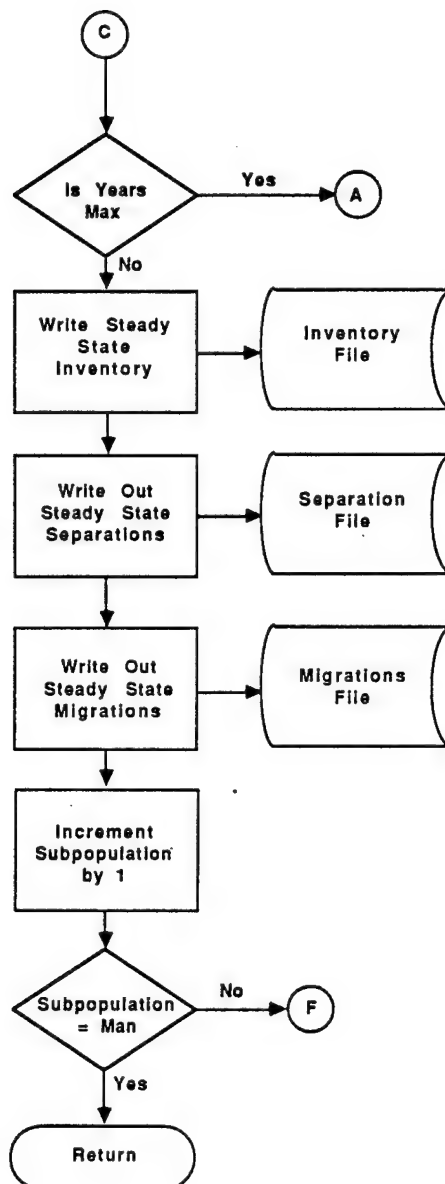 C
Is Years
Max
Yes
A
No
Write Steady
State
Inventory
Inventory
File
Write Out
Steady State
Separations
Separation
File
Write Out
Steady State
Migrations
Migrations
File
Increment
Subpopulation
by 1
Subpopulation
= Man
No
F
Yes
Return